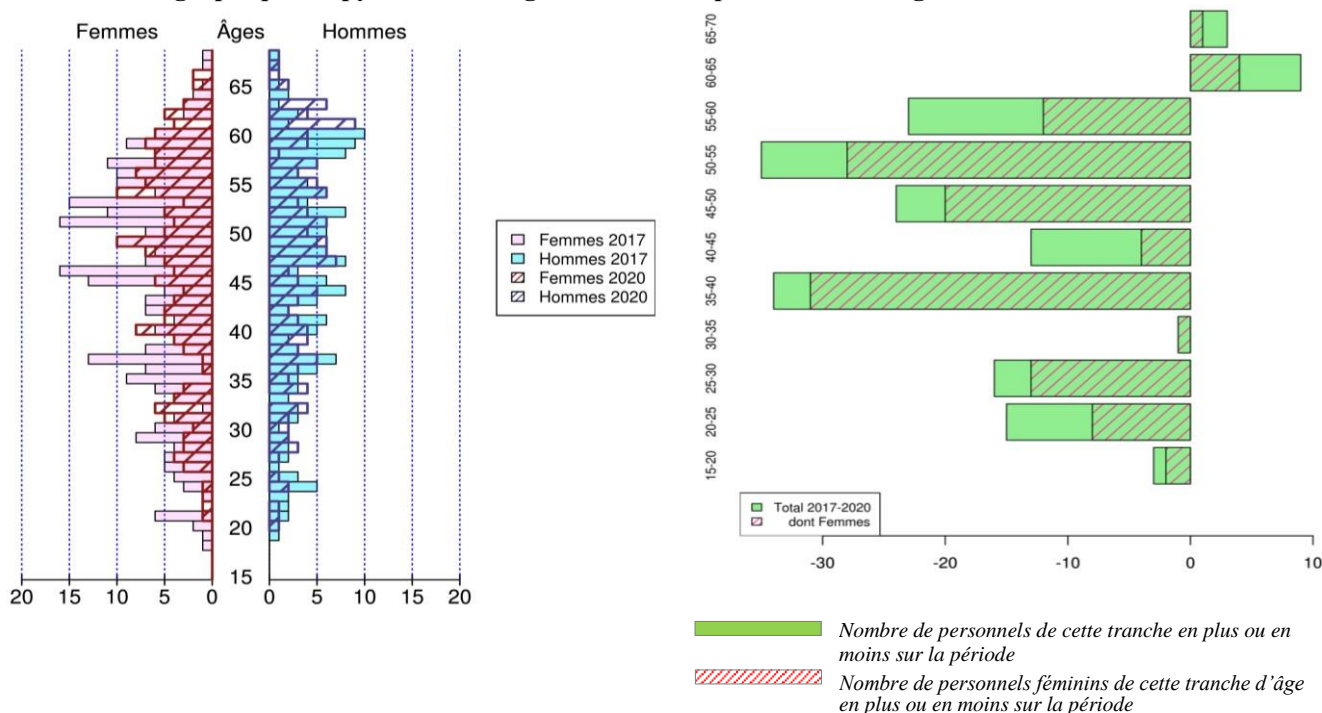 Femmes Âges Hommes
65
60
55
50
45
40
35
30
25
20
15
20 15 10 5 0 0 5 10 15 20
Femmes 2017
Hommes 2017
Femmes 2020
Hommes 2020
65-70
60-65
55-60
50-55
45-50
40-45
35-40
30-35
25-30
20-25
15-20
Total 2017-2020
dont Femmes
-30 -20 -10 0 10
Nombre de personnels de cette tranche en plus ou en
moins sur la période
Nombre de personnels féminins de cette tranche d'âge
en plus ou en moins sur la période